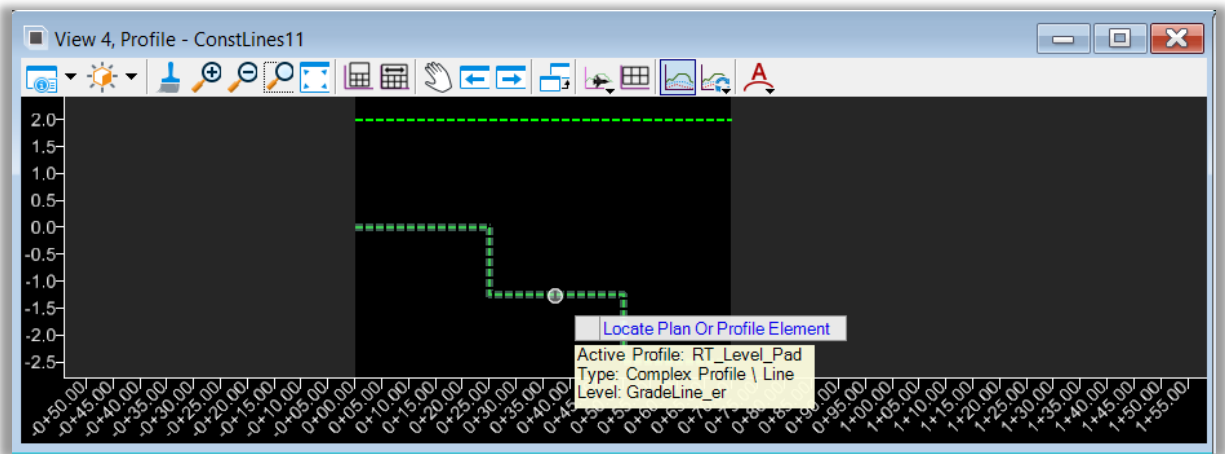 View 4, Profile - ConstLines11
2.0
1.5
1.0
0.5
0.0
-0.5
-1.0
-1.5
-2.0
-2.5
Locate Plan Or Profile Element
Active Profile: RT_Level_Pad
Type: Complex Profile \ Line
Level: GradeLine_er
-0+50.00 -0+45.00 -0+40.00 -0+35.00 -0+30.00 -0+25.00 -0+20.00 -0+15.00 -0+10.00 -0+05.00 0+00.00 0+05.00 0+10.00 0+15.00 0+20.00 0+25.00 0+30.00 0+35.00 0+40.00 0+95.00 1+00.00 1+05.00 1+10.00 1+15.00 1+20.00 1+25.00 1+30.00 1+35.00 1+40.00 1+45.00 1+50.00 1+55.00